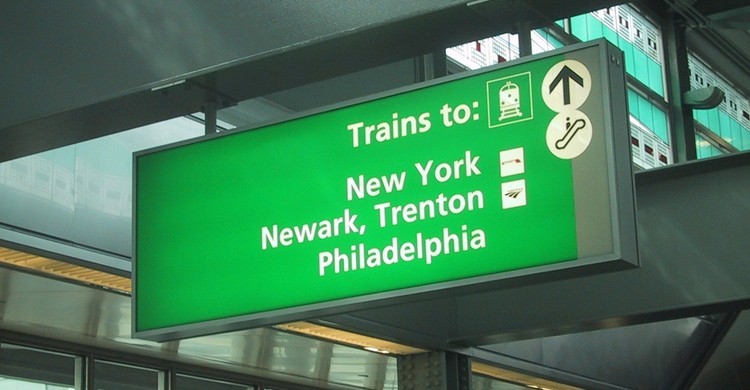 Trains to:
New York
Newark, Trenton
Philadelphia